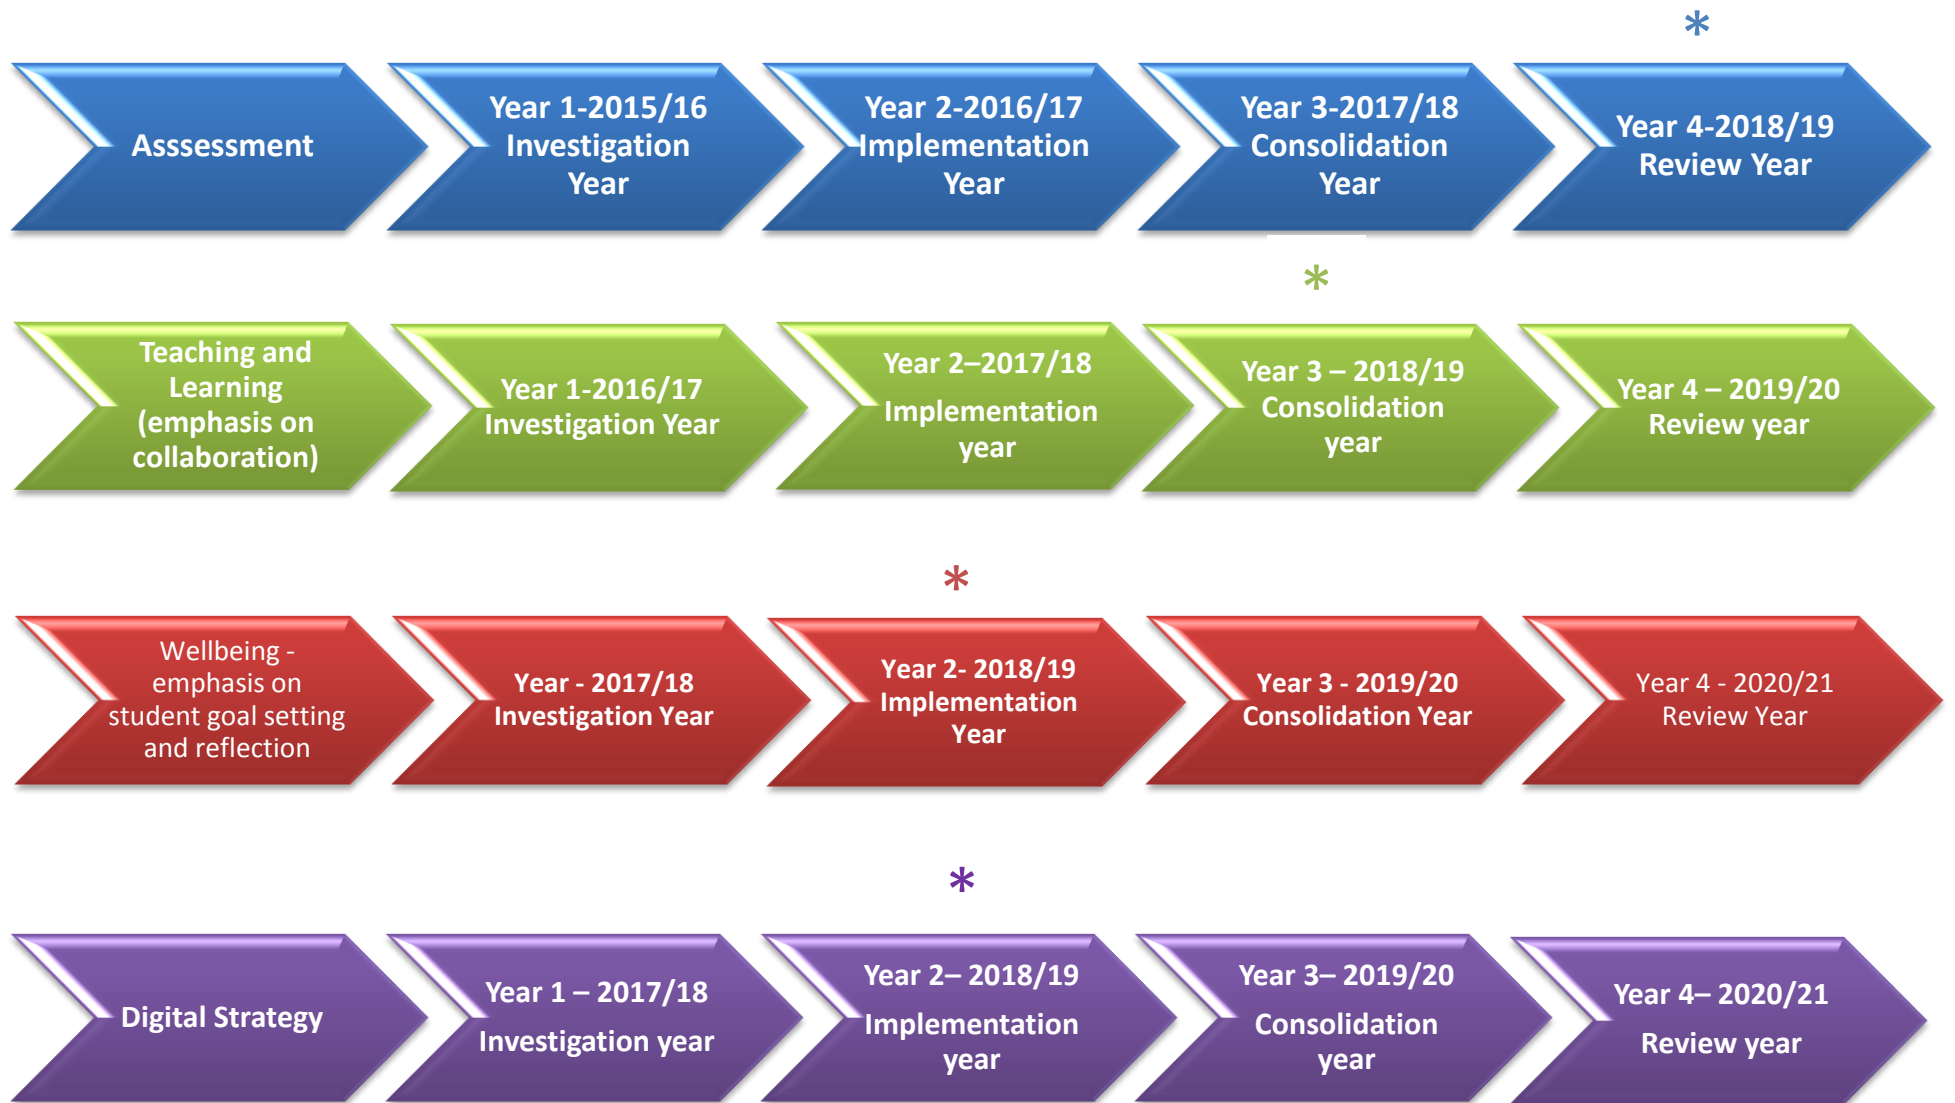 *
Asssessment
Year 1-2015/16
Investigation
Year
Year 2-2016/17
Implementation
Year
Year 3-2017/18
Consolidation
Year
Year 4-2018/19
Review Year
*
Teaching and
Learning
(emphasis on
collaboration)
Year 1-2016/17
Investigation Year
Year 2–2017/18
Implementation
year
Year 3 – 2018/19
Consolidation
year
Year 4 – 2019/20
Review year
*
Wellbeing -
emphasis on
student goal setting
and reflection
Year - 2017/18
Investigation Year
Year 2- 2018/19
Implementation
Year
Year 3 - 2019/20
Consolidation Year
Year 4 - 2020/21
Review Year
*
Digital Strategy
Year 1 – 2017/18
Investigation year
Year 2– 2018/19
Implementation
year
Year 3– 2019/20
Consolidation
year
Year 4– 2020/21
Review year